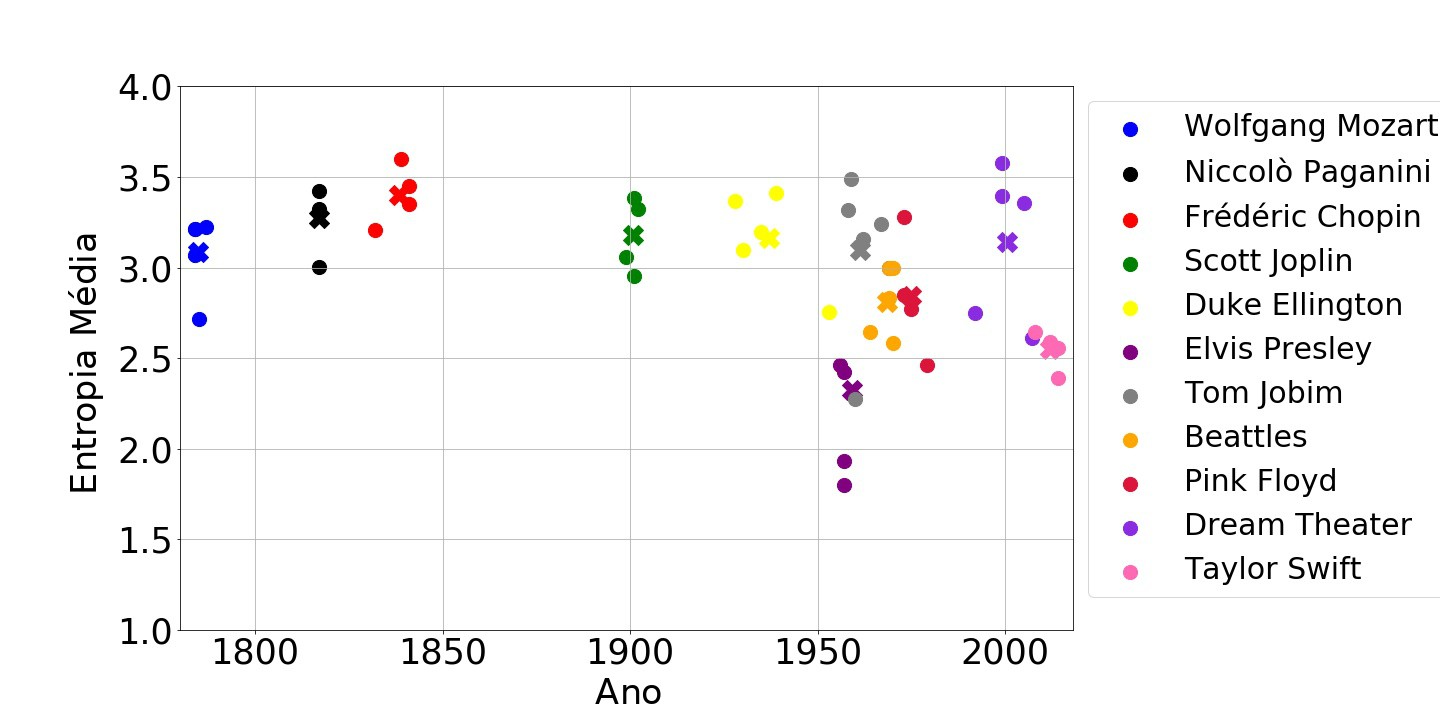 4.0
3.5
3.0
2.5
2.0
1.5
1.0
Entropia Média
1800 1850 1900 1950 2000
Ano
Wolfgang Mozart
Niccolò Paganini
Frédéric Chopin
Scott Joplin
Duke Ellington
Elvis Presley
Tom Jobim
Beattles
Pink Floyd
Dream Theater
Taylor Swift